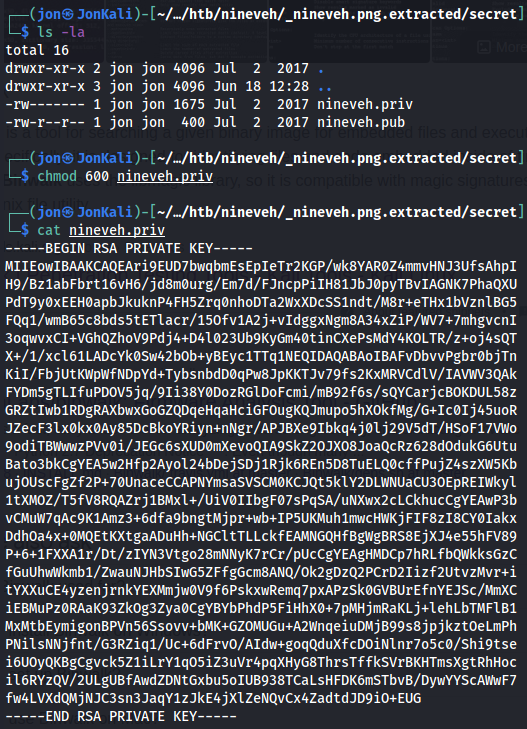 ┌──(jon㉿JonKali)-[~/…/htb/nineveh/_nineveh.png.extracted/secret]
└─$ ls -la
total 16
drwxr-xr-x 2 jon jon 4096 Jul  2  2017 .
drwxr-xr-x 3 jon jon 4096 Jun 18 12:28 ..
-rw------- 1 jon jon 1675 Jul  2  2017 nineveh.priv
-rw-r--r-- 1 jon jon  400 Jul  2  2017 nineveh.pub
┌──(jon㉿JonKali)-[~/…/htb/nineveh/_nineveh.png.extracted/secret]
└─$ chmod 600 nineveh.priv
┌──(jon㉿JonKali)-[~/…/htb/nineveh/_nineveh.png.extracted/secret]
└─$ cat nineveh.priv
-----BEGIN RSA PRIVATE KEY-----
MIIEowIBAAKCAQEAri9EUD7bwqbmEsEpIeTr2KGP/wk8YAR0Z4mmvHNJ3UfsAhpI
H9/Bz1abFbrt16vH6/jd8m0urg/Em7d/FJncpPiIH81JbJ0pyTBvIAGNK7PhaQXU
PdT9y0xEEH0apbJkuknP4FH5Zrq0nhoDTa2WxXDcSS1ndt/M8r+eTHx1bVznlBG5
FQq1/wmB65c8bds5tETlacr/15Ofv1A2j+vIdggxNgm8A34xZiP/WV7+7mhgvcnI
3oqwvxCI+VGhQZhoV9Pdj4+D4l023Ub9KyGm40tinCXePsMdY4KOLTR/z+oj4sQT
X+/1/xcl61LADcYk0Sw42bOb+yBEyc1TTq1NEQIDAQABAoIBAFvDbvvPgbr0bjTn
KiI/FbjUtKWpWfNDpYd+TybsnbdD0qPw8JpKKTJv79fs2KxMRVCdlV/IAVWV3QAk
FYDm5gTLIfuPDOV5jq/9Ii38Y0DozRGlDoFcmi/mB92f6s/sQYCarjcBOKDUL58z
GRZtIwb1RDgRAXbwxGoGZQDqeHqaHciGFOugKQJmupo5hXOkfMg/G+Ic0Ij45uoR
JZecF3lx0kx0Ay85DcBkoYRiyn+nNgr/APJBXe9Ibkq4j0lj29V5dT/HSoF17VWo
9odiTBWwwzPVv0i/JEGc6sXUD0mXevoQIA9SkZ2OJXO8JoaQcRz628dOdukG6Utu
Bato3bkCgYEA5w2Hfp2Ayol24bDejSDj1Rjk6REn5D8TuELQ0cffPujZ4szXW5Kb
ujOUscFgZf2P+70UnaceCCAPNYmsaSVSCM0KCJQt5klY2DLWNUaCU3OEpREIWkyl
1tXMOZ/T5fV8RQAZrj1BMxl+/UiV0IIbgF07sPqSA/uNXwx2cLCkhucCgYEAwP3b
vCMuW7qAc9K1Amz3+6dfa9bngtMjpr+wb+IP5UKMuh1mwcHWKjFIF8zI8CY0Iakx
DdhOa4x+0MQEtKXtgaADuHh+NGCltTLLckfEAMNGQHfBgWgBRS8EjXJ4e55hFV89
P+6+1FXXA1r/Dt/zIYN3Vtgo28mNNyK7rCr/pUcCgYEAgHMDCp7hRLfbQWkksGzC
fGuUhwWkmb1/ZwauNJHbSIwG5ZFfgGcm8ANQ/Ok2gDzQ2PCrD2Iizf2UtvzMvr+i
tYXXuCE4yzenjrnkYEXMmjw0V9f6PskxwRemq7pxAPzSk0GVBUrEfnYEJSc/MmXC
iEBMuPz0RAaK93ZkOg3Zya0CgYBYbPhdP5FiHhX0+7pMHjmRaKLj+lehLbTMFlB1
MxMtbEymigonBPVn56Ssovv+bMK+GZOMUGu+A2WnqeiuDMjB99s8jpjkztOeLmPh
PNilsNNjfnt/G3RZiq1/Uc+6dFrvO/AIdw+goqQduXfcDOiNlnr7o5c0/Shi9tse
i6UOyQKBgCgvck5Z1iLrY1qO5iZ3uVr4pqXHyG8ThrsTffkSVrBKHTmsXgtRhHoc
il6RYzQV/2ULgUBfAwdZDNtGxbu5oIUB938TCaLsHFDK6mSTbvB/DywYYScAWwF7
fw4LVXdQMjNJC3sn3JaqY1zJkE4jXlZeNQvCx4ZadtdJD9iO+EUG
-----END RSA PRIVATE KEY-----